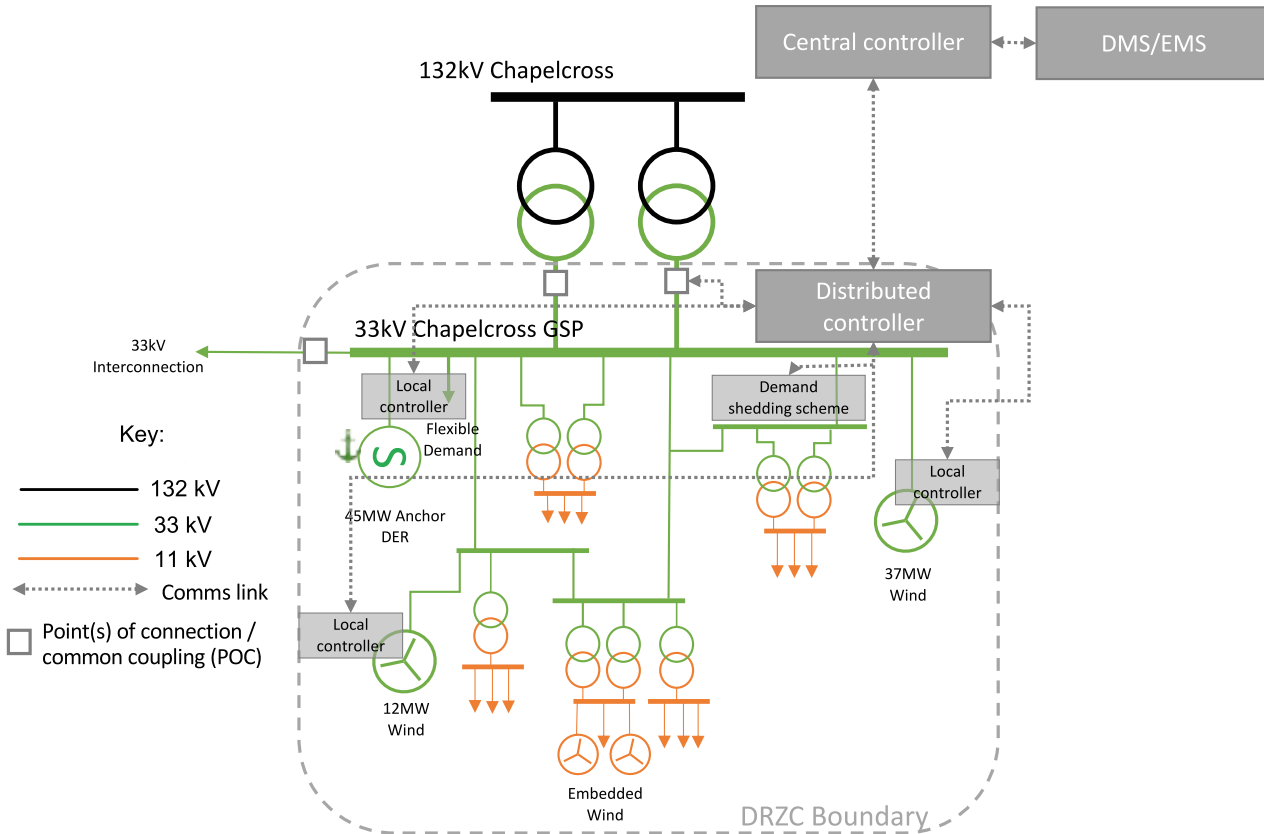 Central controller
DMS/EMS
132kV Chapelcross
Distributed
controller
33kV Chapelcross GSP
33kV
Interconnection
Local
controller
Flexible
Demand
Demand
shedding scheme
Key:
132 kV
33 kV
11 kV
Comms link
Point(s) of connection /
common coupling (POC)
S
45MW Anchor
DER
Local
controller
37MW
Wind
Local
controller
12MW
Wind
Embedded
Wind
DRZC Boundary